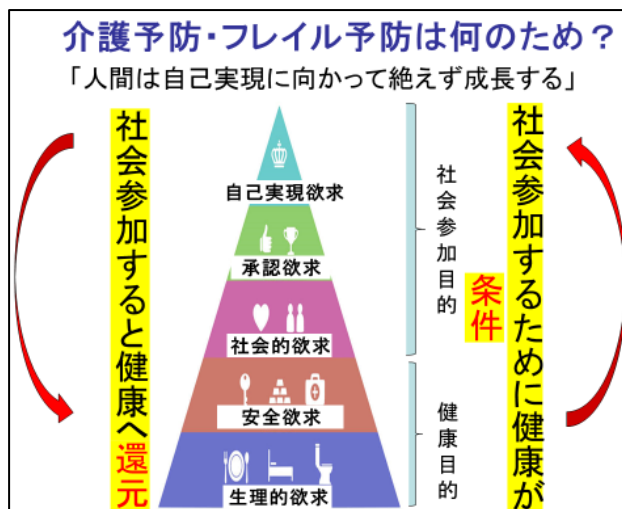 介護予防・フレイル予防は何のため？
「人間は自己実現に向かって絶えず成長する」
社会参加すると健康へ還元
自己実現欲求
承認欲求
社会的欲求
安全欲求
生理的欲求
社会参加目的
健康目的
社会参加するために健康が
条件